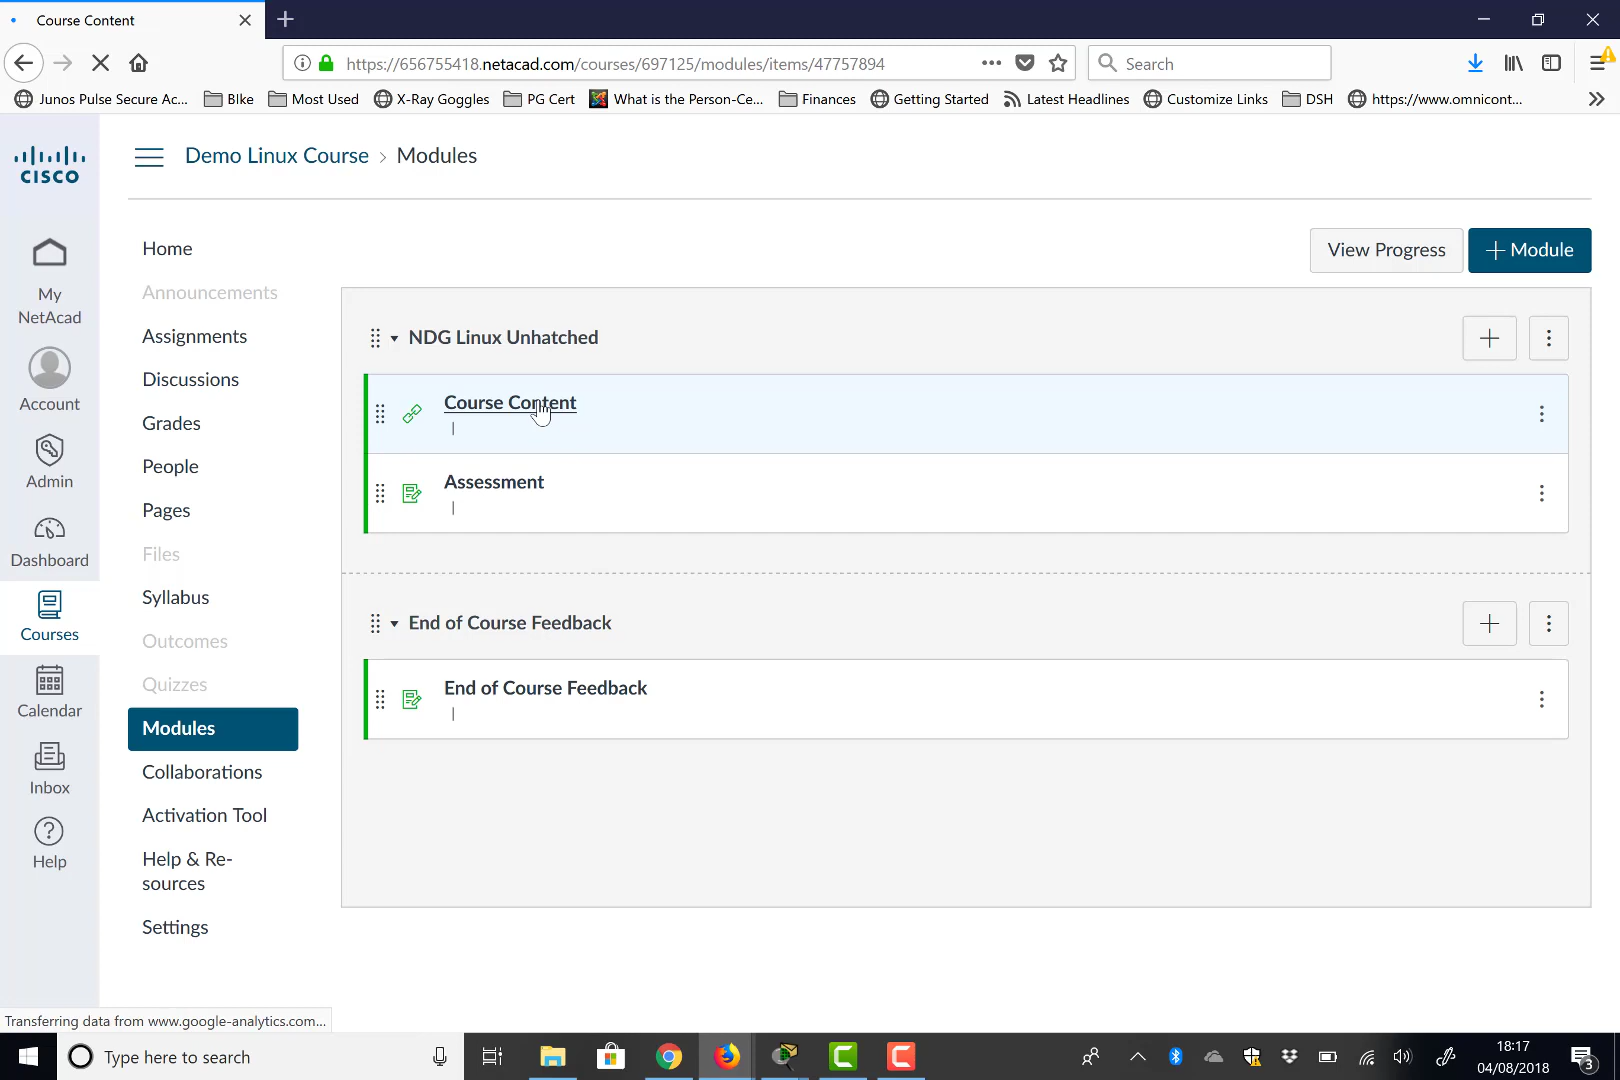 Course Content
https://656755418.netacad.com/courses/697125/modules/items/47757894
Search
Junos Pulse Secure Ac...
BIke
Most Used
X-Ray Goggles
PG Cert
What is the Person-Ce...
Finances
Getting Started
Latest Headlines
Customize Links
DSH
https://www.omnicont...
CISCO
Demo Linux Course > Modules
My
NetAcad
Account
Admin
Dashboard
Courses
Calendar
Inbox
Help
Home
Announcements
Assignments
Discussions
Grades
People
Pages
Files
Syllabus
Outcomes
Quizzes
Modules
Collaborations
Activation Tool
Help & Re-
sources
Settings
View Progress
+ Module
NDG Linux Unhatched
Course Content
|
Assessment
|
End of Course Feedback
End of Course Feedback
|
Transferring data from www.google-analytics.com...
Type here to search
18:17
04/08/2018
3